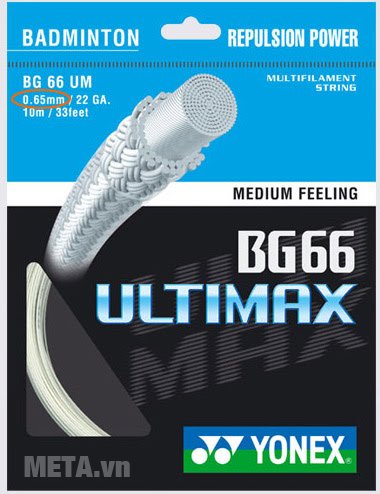 BADMINTON
REPULSION POWER
BG 66 UM
0.65mm / 22 GA.
10m / 33feet
MULTIFILAMENT
STRING
MEDIUM FEELING
BG66
ULTIMAX
MAX
YONEX
META.vn